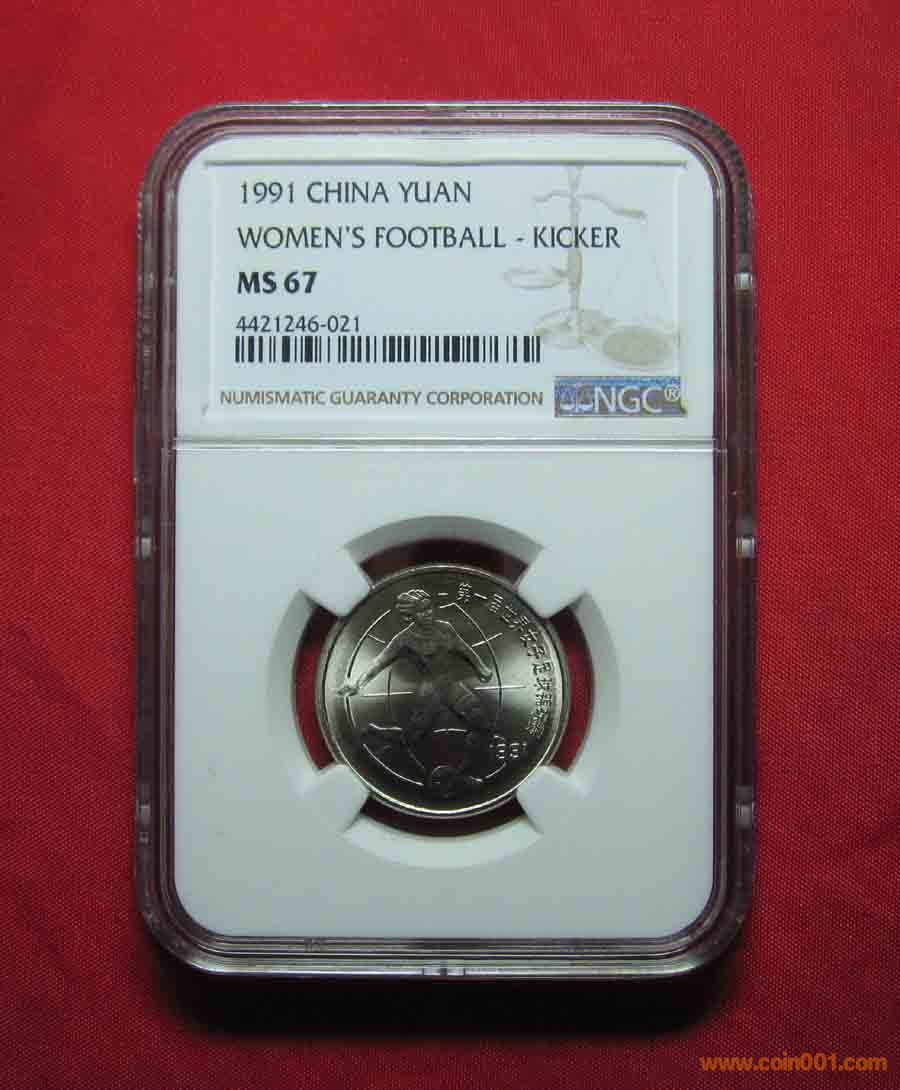 1991 CHINA YUAN
WOMEN'S FOOTBALL - KICKER
MS 67
4421246-021
NUMISMATIC GUARANTY CORPORATION
NGC®
第一届世界女子足球锦标赛
1991
www.coin001.com